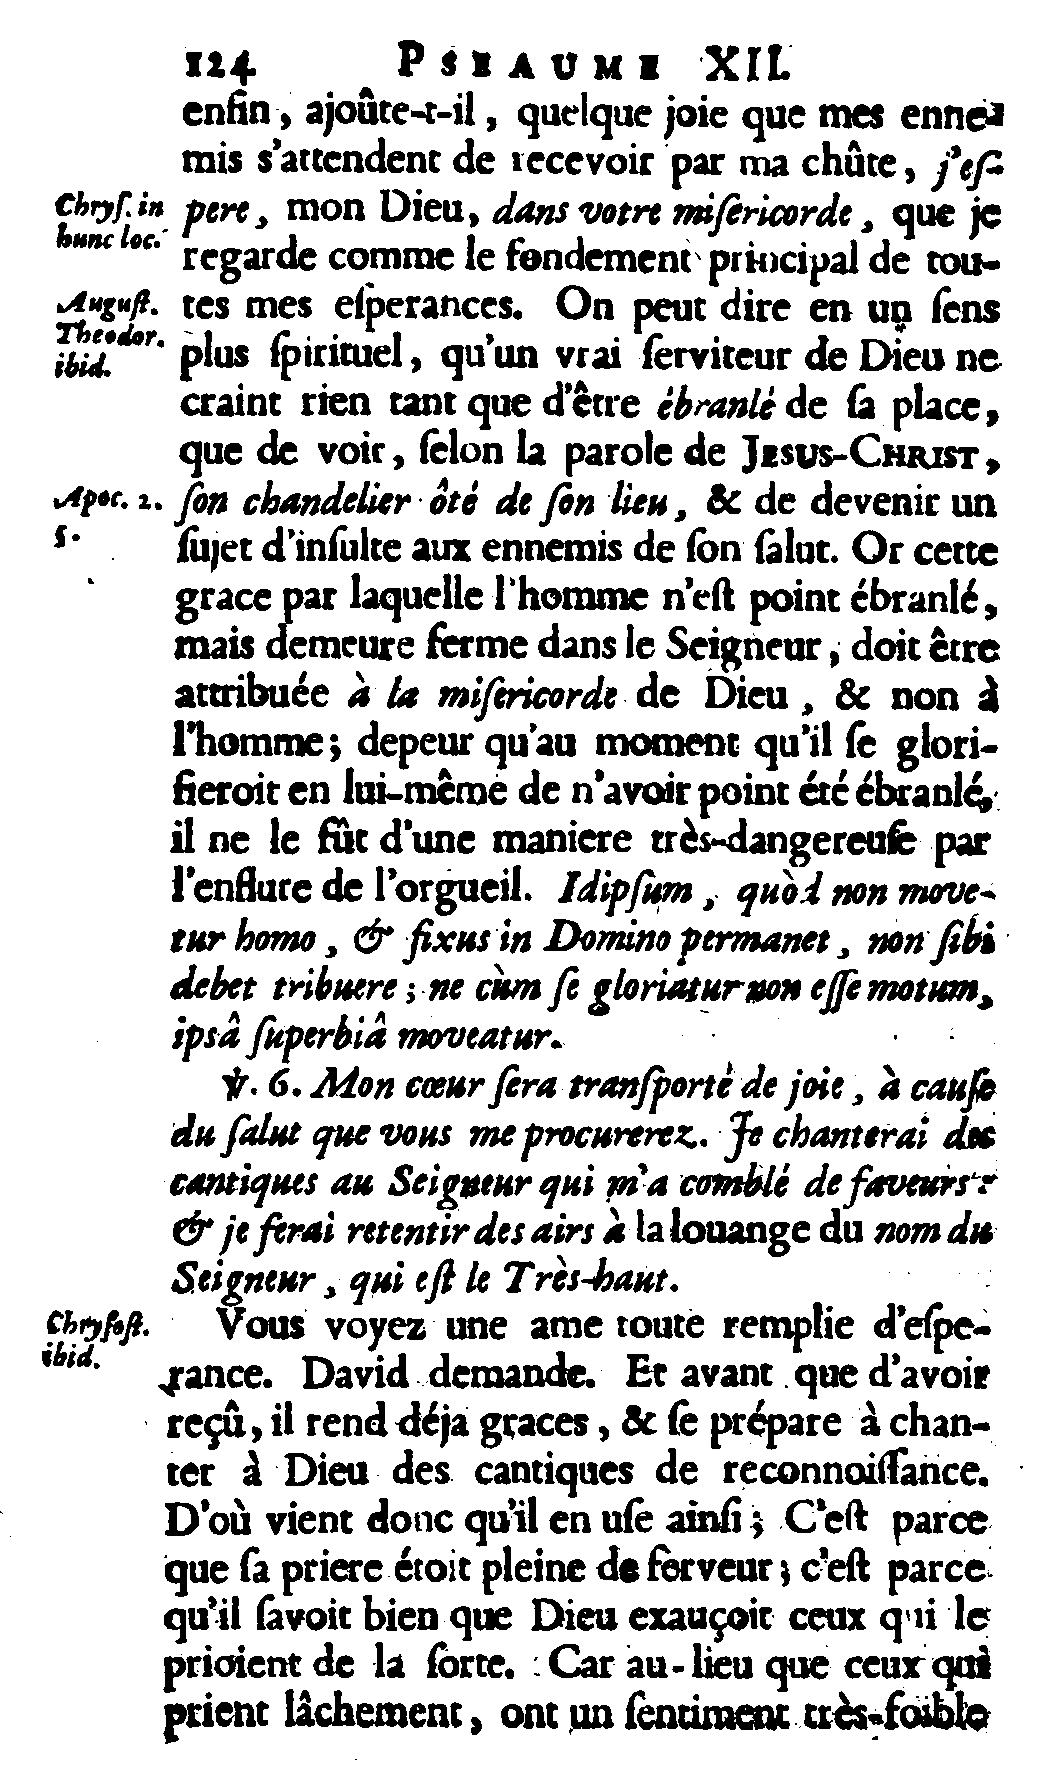 124 PSEAUME XII.
enfin, ajoûte-t-il, quelque joie que mes enne-
mis s'attendent de recevoir par ma chûte, j'eſ-
Chryſ. in
hunc loc.
pere, mon Dieu, dans votre miſericorde, que je
regarde comme le fondement principal de tou-
Auguſt.
Theodor.
ibid.
tes mes eſperances. On peut dire en un ſens
plus ſpirituel, qu'un vrai ſerviteur de Dieu ne
craint rien tant que d'être ébranlé de ſa place,
que de voir, ſelon la parole de JESUS-CHRIST,
Apoc. 2.
5.
ſon chandelier ôté de ſon lieu, & de devenir un
ſujet d'inſulte aux ennemis de ſon ſalut. Or cette
grace par laquelle l'homme n'eſt point ébranlé,
mais demeure ferme dans le Seigneur, doit être
attribuée à la miſericorde de Dieu, & non à
l'homme; depeur qu'au moment qu'il ſe glori-
fieroit en lui-même de n'avoir point été ébranlé,
il ne le fût d'une maniere très-dangereuſe par
l'enflure de l'orgueil. Idipſum, quòd non move-
tur homo, & fixus in Domino permanet, non ſibi
debet tribuere; ne cùm ſe gloriatur non eſſe motum,
ipsâ ſuperbiâ moveatur.
℣. 6. Mon cœur ſera tranſporté de joie, à cauſe
du ſalut que vous me procurerez. Je chanterai des
cantiques au Seigneur qui m'a comblé de faveurs:
& je ferai retentir des airs à la louange du nom du
Seigneur, qui eſt le Très-haut.
Chryſoſt.
ibid.
Vous voyez une ame toute remplie d'eſpe-
rance. David demande. Et avant que d'avoir
reçû, il rend déja graces, & ſe prépare à chan-
ter à Dieu des cantiques de reconnoiſſance.
D'où vient donc qu'il en uſe ainſi; C'eſt parce
que ſa priere étoit pleine de ferveur; c'eſt parce
qu'il ſavoit bien que Dieu exauçoit ceux qui le
prioient de la ſorte. Car au-lieu que ceux qui
prient lâchement, ont un ſentiment très-foible